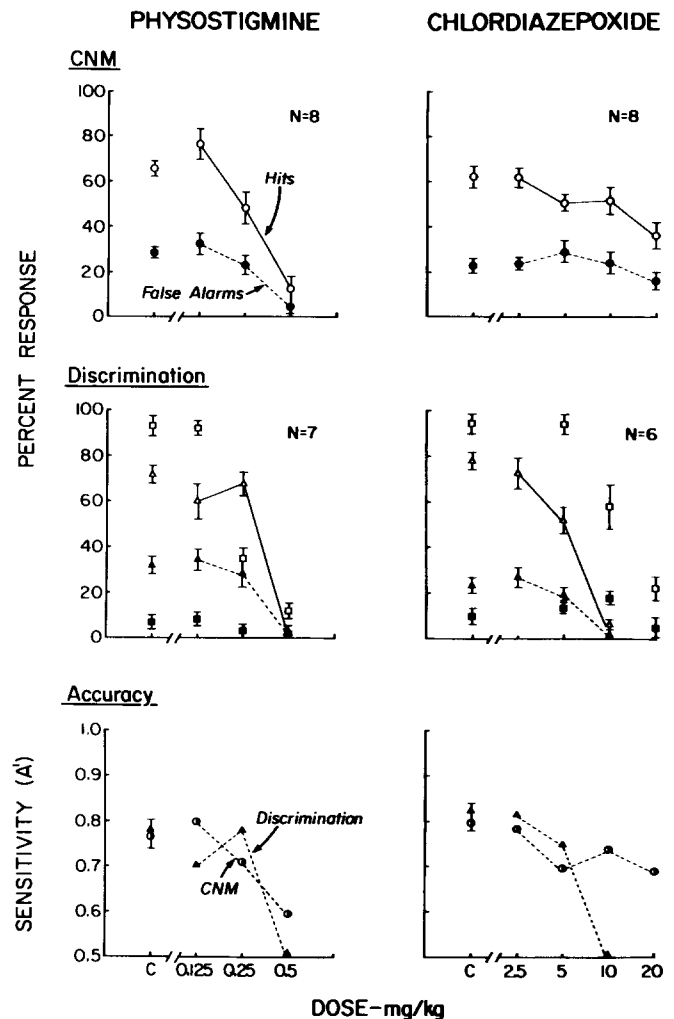 PHYSOSTIGMINE CHLORDIAZEPOXIDE
CNM
100
80
60
40
20
0
N=8
Hits
False Alarms
N=8
PERCENT RESPONSE
Discrimination
100
80
60
40
20
0
N=7
N=6
Accuracy
SENSITIVITY (A')
1.0
0.9
0.8
0.7
0.6
0.5
Discrimination
CNM
C 0.125 0.25 0.5
C 2.5 5 10 20
DOSE-mg/kg